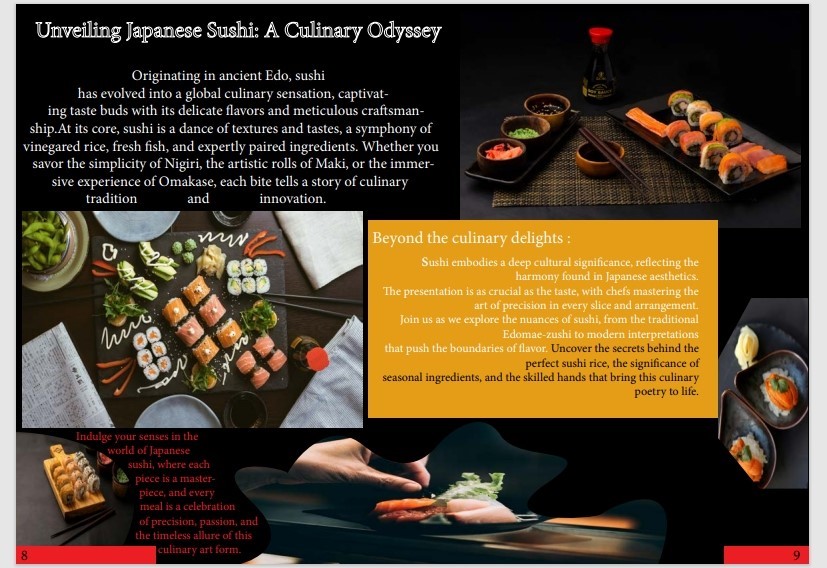 Unveiling Japanese Sushi: A Culinary Odyssey
Originating in ancient Edo, sushi
has evolved into a global culinary sensation, captivat-
ing taste buds with its delicate flavors and meticulous craftsman-
ship.At its core, sushi is a dance of textures and tastes, a symphony of
vinegared rice, fresh fish, and expertly paired ingredients. Whether you
savor the simplicity of Nigiri, the artistic rolls of Maki, or the immer-
sive experience of Omakase, each bite tells a story of culinary
tradition and innovation.
Beyond the culinary delights :
Sushi embodies a deep cultural significance, reflecting the
harmony found in Japanese aesthetics.
The presentation is as crucial as the taste, with chefs mastering the
art of precision in every slice and arrangement.
Join us as we explore the nuances of sushi, from the traditional
Edomae-zushi to modern interpretations
that push the boundaries of flavor. Uncover the secrets behind the
perfect sushi rice, the significance of
seasonal ingredients, and the skilled hands that bring this culinary
poetry to life.
Indulge your senses in the
world of Japanese
sushi, where each
piece is a master-
piece, and every
meal is a celebration
of precision, passion, and
the timeless allure of this
culinary art form.
8
9